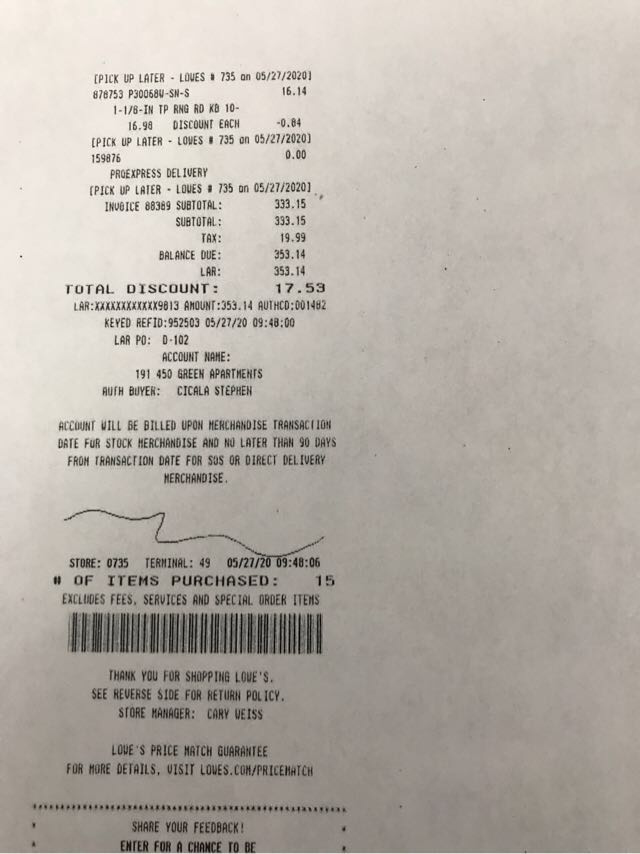 [PICK UP LATER - LOWES # 735 on 05/27/2020]
878753 P30068W-SN-S 16.14
1-1/8-IN TP RNG RD KB 10-
16.98 DISCOUNT EACH -0.84
[PICK UP LATER - LOWES # 735 on 05/27/2020]
159876 0.00
PROEXPRESS DELIVERY
[PICK UP LATER - LOWES # 735 on 05/27/2020]
INVOICE 88389 SUBTOTAL: 333.15
SUBTOTAL: 333.15
TAX: 19.99
BALANCE DUE: 353.14
LAR: 353.14
TOTAL DISCOUNT: 17.53
LAR:XXXXXXXXXXXX9813 AMOUNT:353.14 AUTHCD:001482
KEYED REFID:952503 05/27/20 09:48:00
LAR PO: D-102
ACCOUNT NAME:
191 450 GREEN APARTMENTS
AUTH BUYER: CICALA STEPHEN
ACCOUNT WILL BE BILLED UPON MERCHANDISE TRANSACTION
DATE FOR STOCK MERCHANDISE AND NO LATER THAN 90 DAYS
FROM TRANSACTION DATE FOR SOS OR DIRECT DELIVERY
MERCHANDISE.
STORE: 0735 TERMINAL: 49 05/27/20 09:48:06
# OF ITEMS PURCHASED: 15
EXCLUDES FEES, SERVICES AND SPECIAL ORDER ITEMS
THANK YOU FOR SHOPPING LOWE'S.
SEE REVERSE SIDE FOR RETURN POLICY.
STORE MANAGER: CARY WEISS
LOWE'S PRICE MATCH GUARANTEE
FOR MORE DETAILS, VISIT LOWES.COM/PRICEMATCH
SHARE YOUR FEEDBACK!
ENTER FOR A CHANCE TO BE